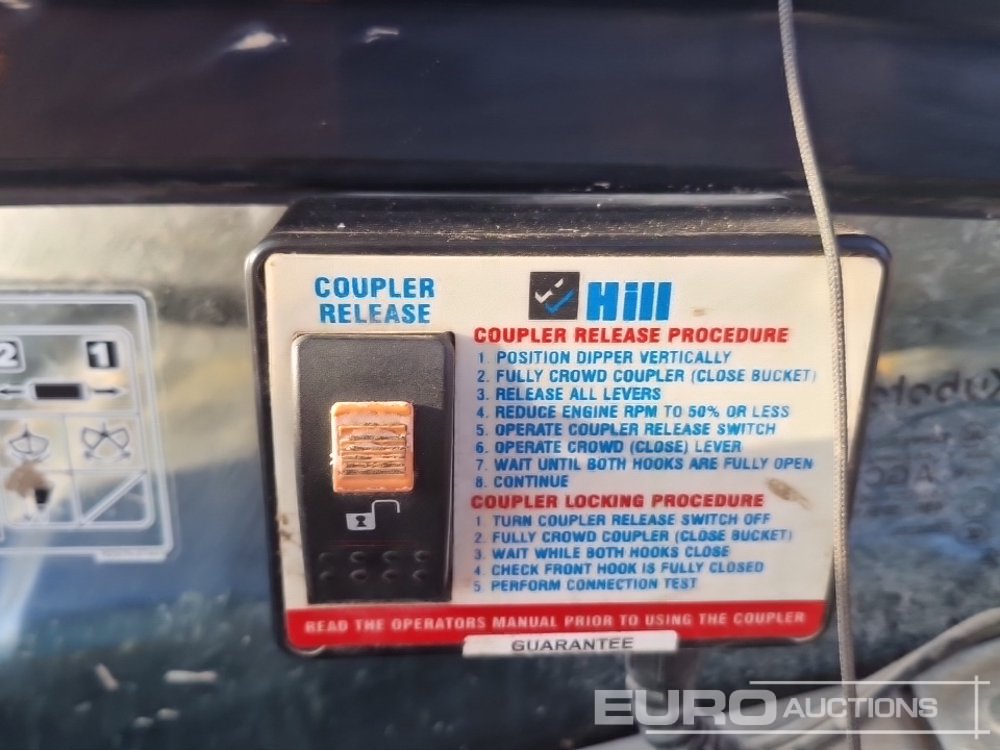 COUPLER
RELEASE
Hill
COUPLER RELEASE PROCEDURE
1. POSITION DIPPER VERTICALLY
2. FULLY CROWD COUPLER (CLOSE BUCKET)
3. RELEASE ALL LEVERS
4. REDUCE ENGINE RPM TO 50% OR LESS
5. OPERATE COUPLER RELEASE SWITCH
6. OPERATE CROWD (CLOSE) LEVER
7. WAIT UNTIL BOTH HOOKS ARE FULLY OPEN
8. CONTINUE
COUPLER LOCKING PROCEDURE
1. TURN COUPLER RELEASE SWITCH OFF
2. FULLY CROWD COUPLER (CLOSE BUCKET)
3. WAIT WHILE BOTH HOOKS CLOSE
4. CHECK FRONT HOOK IS FULLY CLOSED
5. PERFORM CONNECTION TEST
READ THE OPERATORS MANUAL PRIOR TO USING THE COUPLER
GUARANTEE
2 1
EURO AUCTIONS